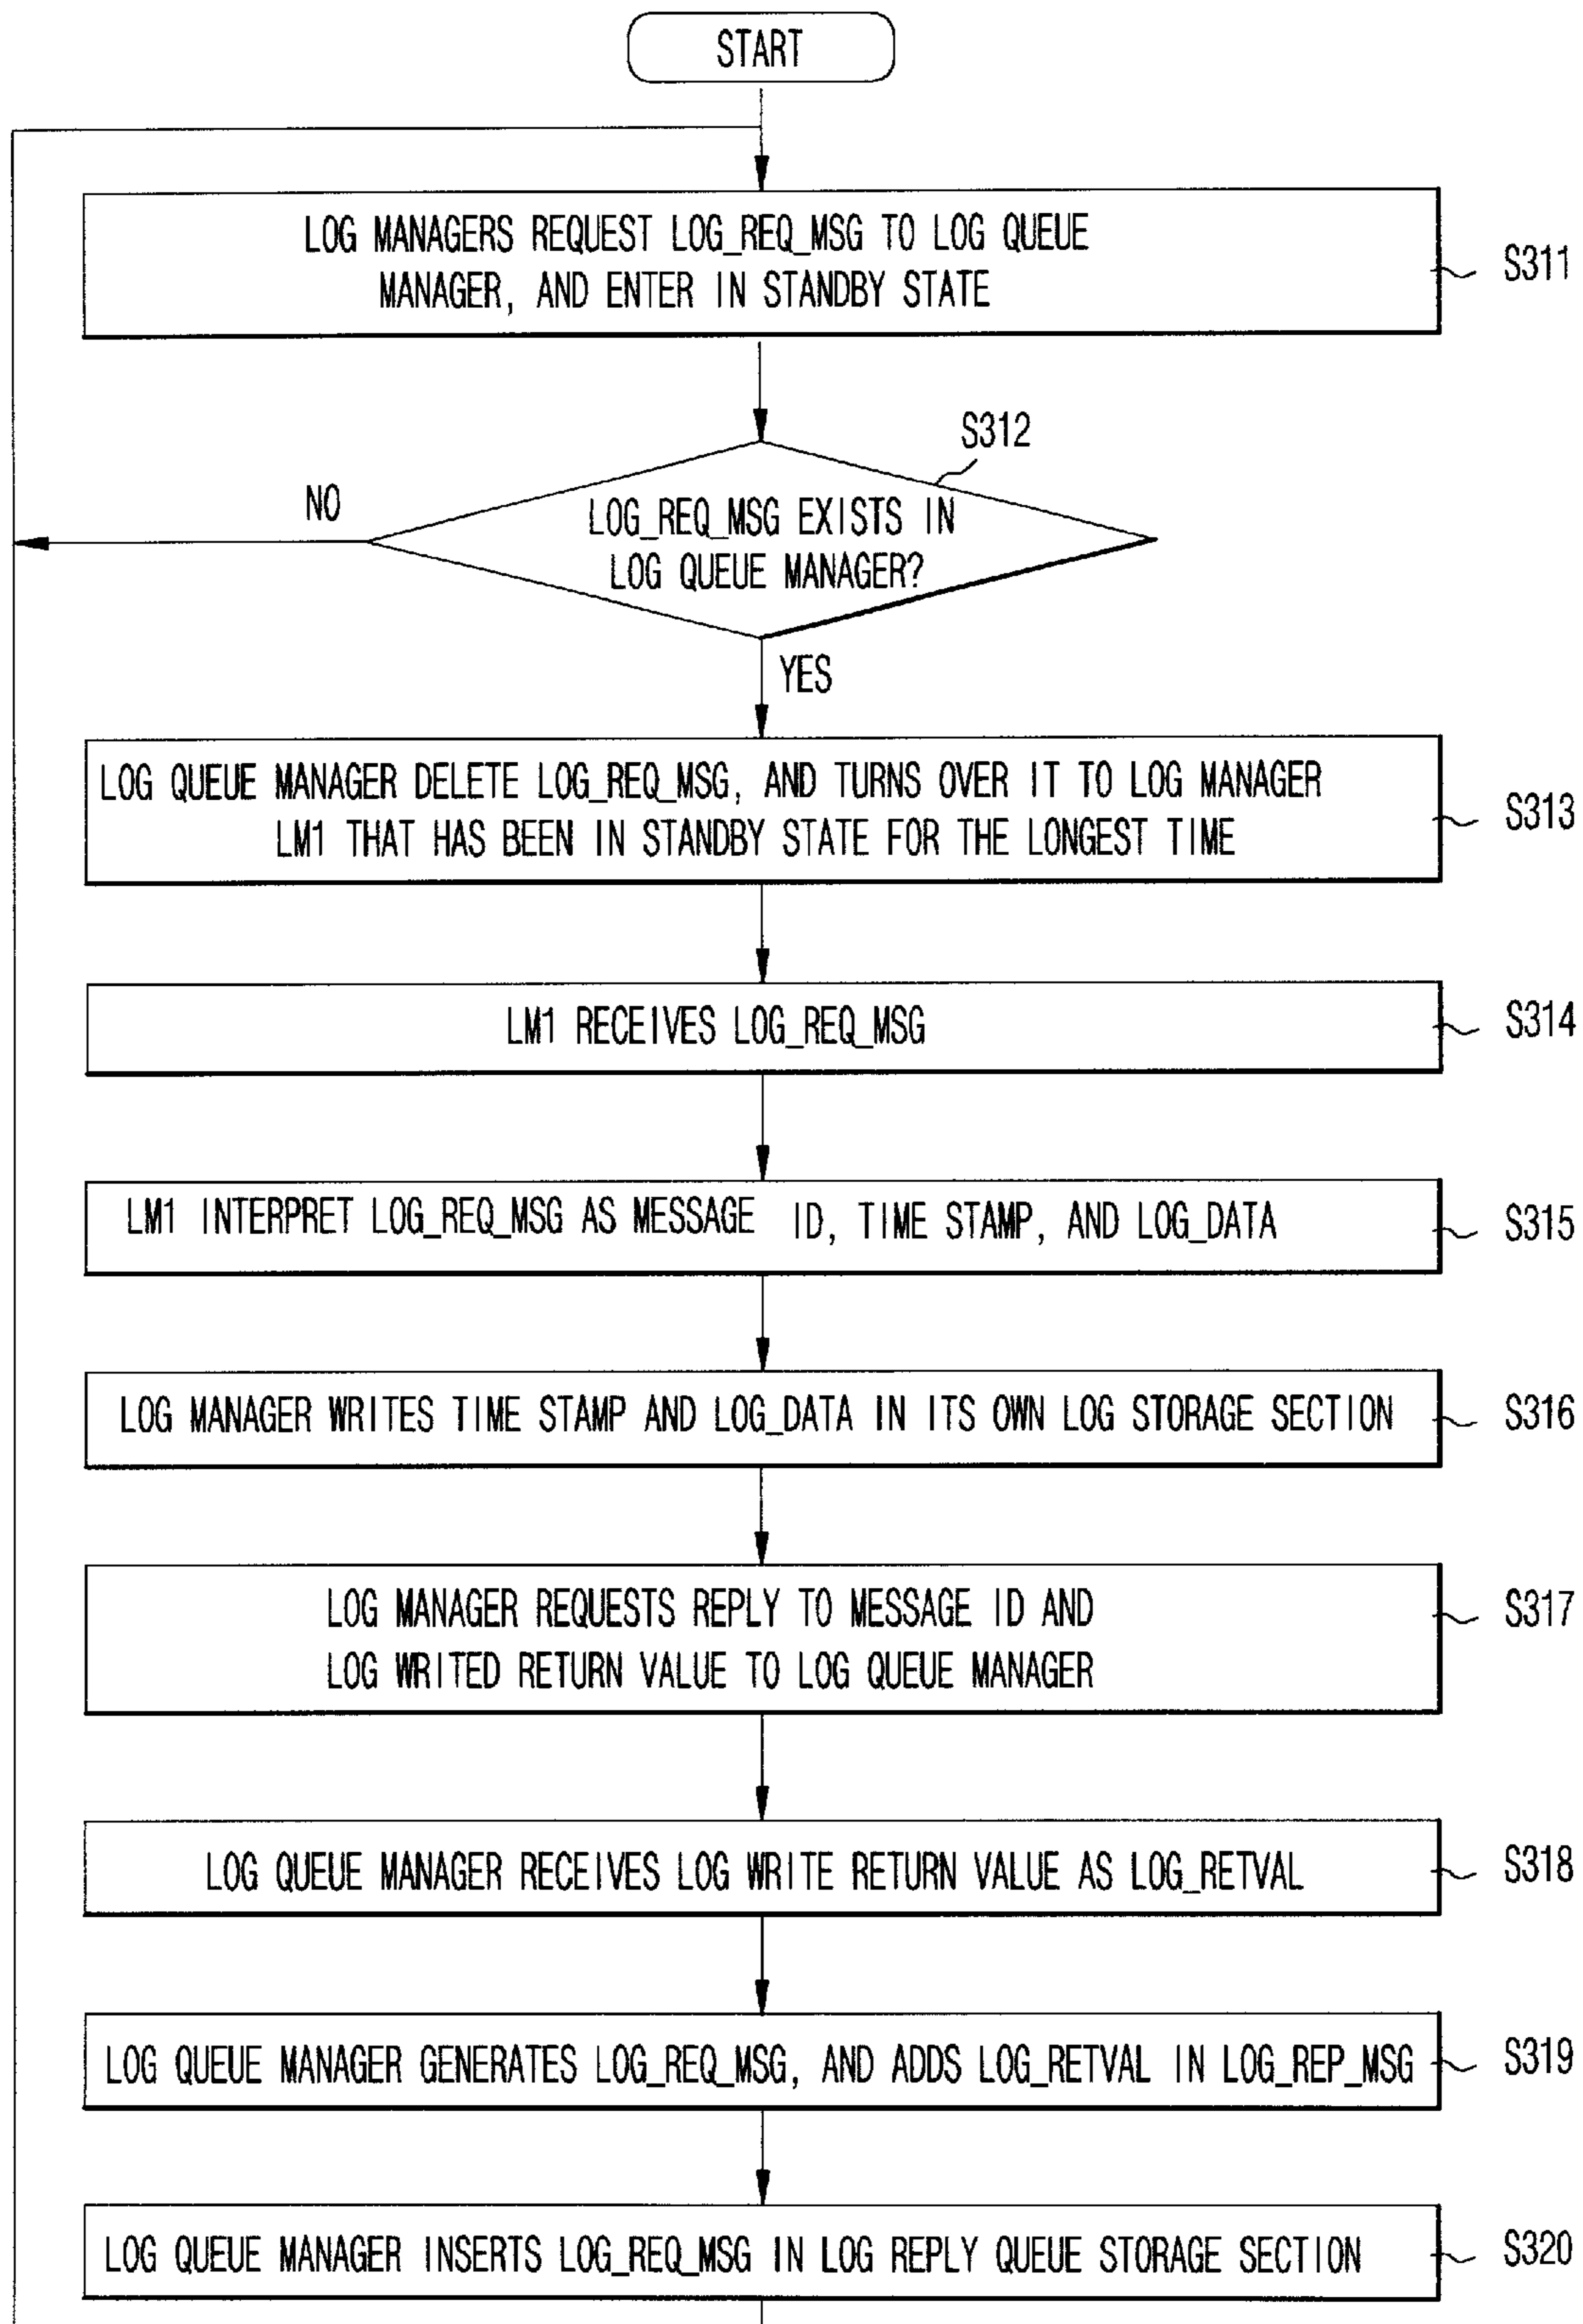 START
LOG MANAGERS REQUEST LOG_REQ_MSG TO LOG QUEUE
MANAGER, AND ENTER IN STANDBY STATE
S311
S312
NO
LOG_REQ_MSG EXISTS IN
LOG QUEUE MANAGER?
YES
LOG QUEUE MANAGER DELETE LOG_REQ_MSG, AND TURNS OVER IT TO LOG MANAGER
LM1 THAT HAS BEEN IN STANDBY STATE FOR THE LONGEST TIME
S313
LM1 RECEIVES LOG_REQ_MSG
S314
LM1 INTERPRET LOG_REQ_MSG AS MESSAGE ID, TIME STAMP, AND LOG_DATA
S315
LOG MANAGER WRITES TIME STAMP AND LOG_DATA IN ITS OWN LOG STORAGE SECTION
S316
LOG MANAGER REQUESTS REPLY TO MESSAGE ID AND
LOG WRITED RETURN VALUE TO LOG QUEUE MANAGER
S317
LOG QUEUE MANAGER RECEIVES LOG WRITE RETURN VALUE AS LOG_RETVAL
S318
LOG QUEUE MANAGER GENERATES LOG_REQ_MSG, AND ADDS LOG_RETVAL IN LOG_REP_MSG
S319
LOG QUEUE MANAGER INSERTS LOG_REQ_MSG IN LOG REPLY QUEUE STORAGE SECTION
S320